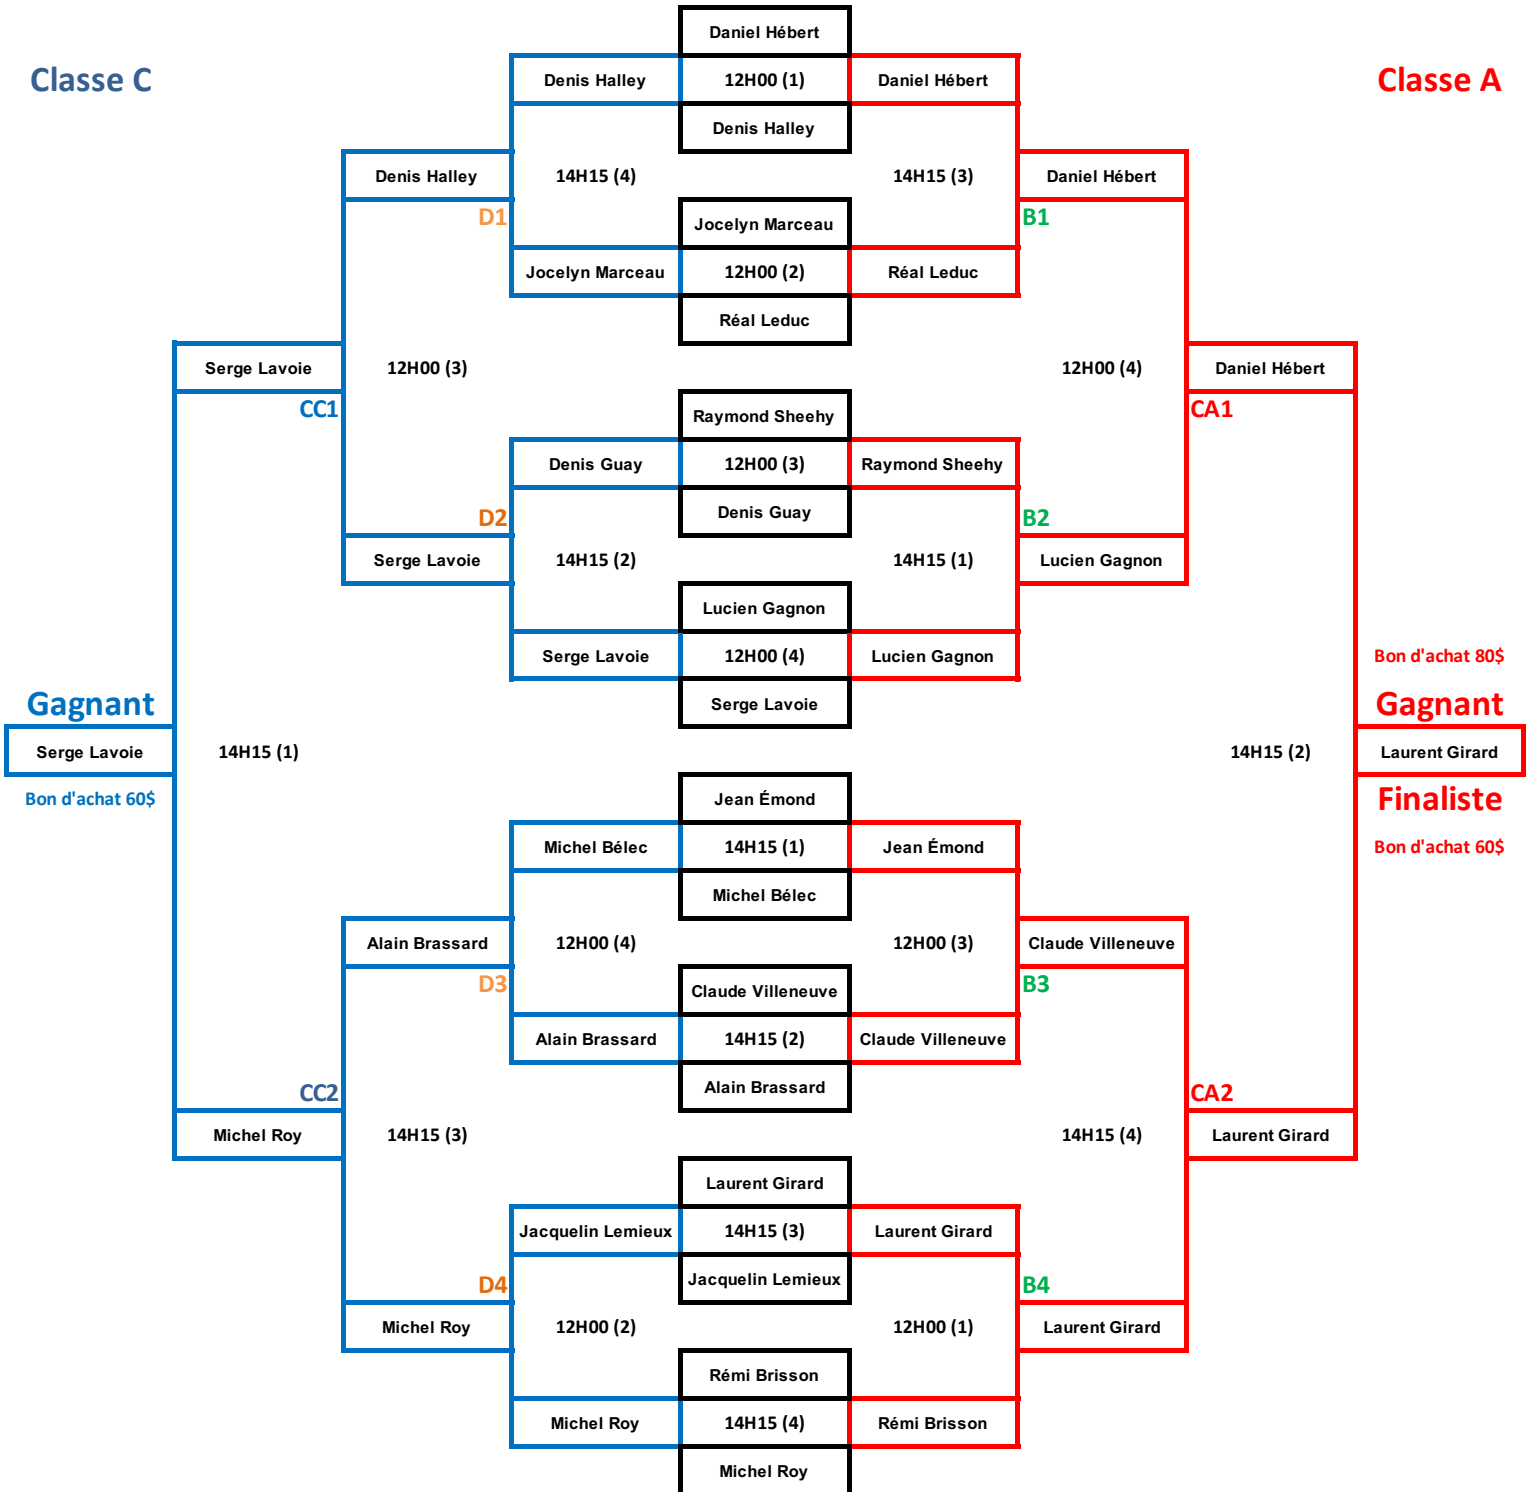 Daniel Hébert
Classe C
Denis Halley
12H00 (1)
Daniel Hébert
Classe A
Denis Halley
Denis Halley
14H15 (4)
14H15 (3)
Daniel Hébert
D1
Jocelyn Marceau
B1
Jocelyn Marceau
12H00 (2)
Réal Leduc
Réal Leduc
Serge Lavoie
12H00 (3)
12H00 (4)
Daniel Hébert
CC1
Raymond Sheehy
CA1
Denis Guay
12H00 (3)
Raymond Sheehy
D2
Denis Guay
B2
Serge Lavoie
14H15 (2)
14H15 (1)
Lucien Gagnon
Lucien Gagnon
Serge Lavoie
12H00 (4)
Lucien Gagnon
Bon d'achat 80$
Gagnant
Serge Lavoie
Gagnant
Serge Lavoie
14H15 (1)
14H15 (2)
Laurent Girard
Bon d'achat 60$
Jean Émond
Finaliste
Michel Bélec
14H15 (1)
Jean Émond
Bon d'achat 60$
Michel Bélec
Alain Brassard
12H00 (4)
12H00 (3)
Claude Villeneuve
D3
Claude Villeneuve
B3
Alain Brassard
14H15 (2)
Claude Villeneuve
CC2
Alain Brassard
CA2
Michel Roy
14H15 (3)
14H15 (4)
Laurent Girard
Laurent Girard
Jacquelin Lemieux
14H15 (3)
Laurent Girard
D4
Jacquelin Lemieux
B4
Michel Roy
12H00 (2)
12H00 (1)
Laurent Girard
Rémi Brisson
Michel Roy
14H15 (4)
Rémi Brisson
Michel Roy